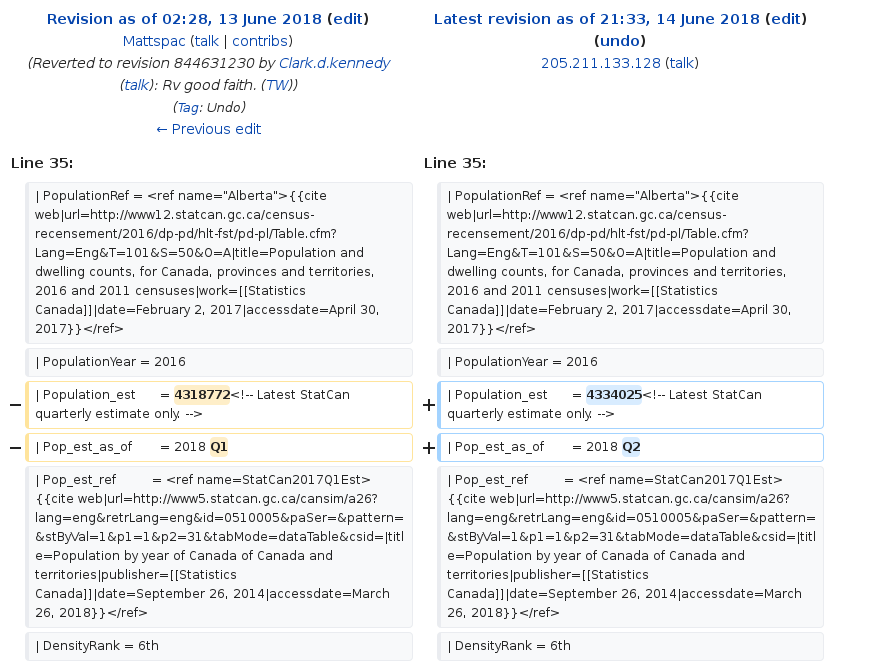 Revision as of 02:28, 13 June 2018 (edit)
Mattspac (talk | contribs)
(Reverted to revision 844631230 by Clark.d.kennedy
(talk): Rv good faith. (TW))
(Tag: Undo)
← Previous edit
Latest revision as of 21:33, 14 June 2018 (edit)
(undo)
205.211.133.128 (talk)
Line 35:
Line 35:
| PopulationRef = <ref name="Alberta">{{cite
web|url=http://www12.statcan.gc.ca/census-
recensement/2016/dp-pd/hlt-fst/pd-pl/Table.cfm?
Lang=Eng&T=101&S=50&O=A|title=Population and
dwelling counts, for Canada, provinces and territories,
2016 and 2011 censuses|work=[[Statistics
Canada]]|date=February 2, 2017|accessdate=April 30,
2017}}</ref>
| PopulationRef = <ref name="Alberta">{{cite
web|url=http://www12.statcan.gc.ca/census-
recensement/2016/dp-pd/hlt-fst/pd-pl/Table.cfm?
Lang=Eng&T=101&S=50&O=A|title=Population and
dwelling counts, for Canada, provinces and territories,
2016 and 2011 censuses|work=[[Statistics
Canada]]|date=February 2, 2017|accessdate=April 30,
2017}}</ref>
| PopulationYear = 2016
| PopulationYear = 2016
− | Population_est = 4318772<!-- Latest StatCan
quarterly estimate only. -->
+ | Population_est = 4334025<!-- Latest StatCan
quarterly estimate only. -->
− | Pop_est_as_of = 2018 Q1
+ | Pop_est_as_of = 2018 Q2
| Pop_est_ref = <ref name=StatCan2017Q1Est>
{{cite web|url=http://www5.statcan.gc.ca/cansim/a26?
lang=eng&retrLang=eng&id=0510005&paSer=&pattern=
&stByVal=1&p1=1&p2=31&tabMode=dataTable&csid=|titl
e=Population by year of Canada of Canada and
territories|publisher=[[Statistics
Canada]]|date=September 26, 2014|accessdate=March
26, 2018}}</ref>
| Pop_est_ref = <ref name=StatCan2017Q1Est>
{{cite web|url=http://www5.statcan.gc.ca/cansim/a26?
lang=eng&retrLang=eng&id=0510005&paSer=&pattern=
&stByVal=1&p1=1&p2=31&tabMode=dataTable&csid=|titl
e=Population by year of Canada of Canada and
territories|publisher=[[Statistics
Canada]]|date=September 26, 2014|accessdate=March
26, 2018}}</ref>
| DensityRank = 6th
| DensityRank = 6th